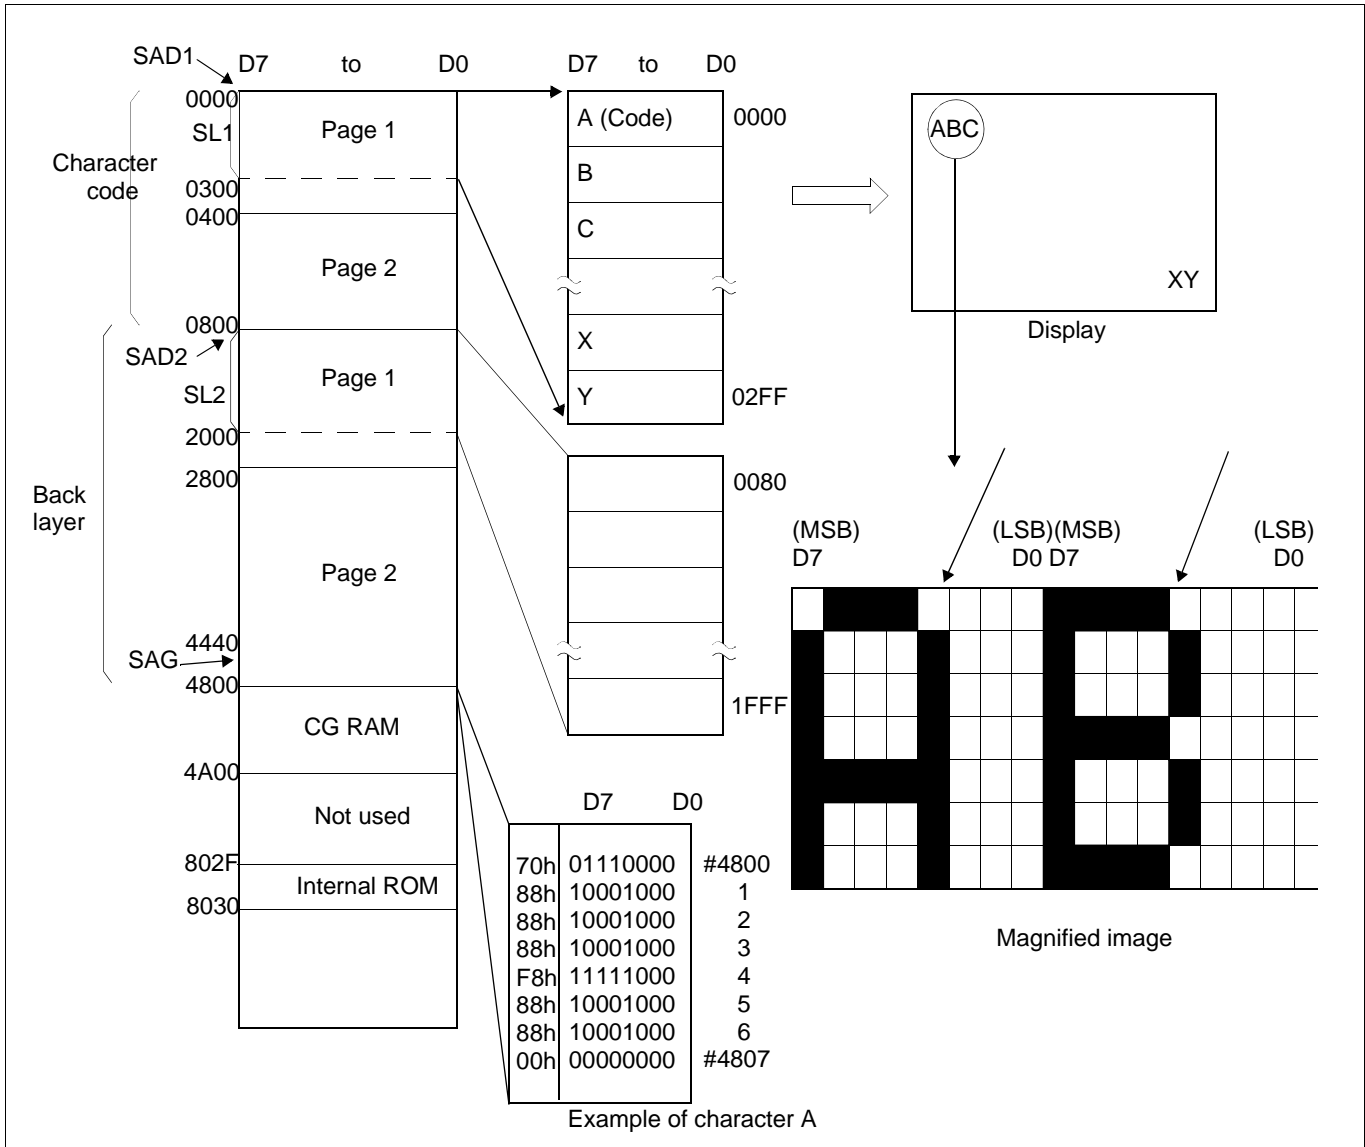 SAD1
D7 to D0
0000
SL1
Page 1
Character
code
0300
0400
Page 2
0800
SAD2
SL2
Page 1
2000
2800
Back
layer
Page 2
4440
SAG
4800
CG RAM
4A00
Not used
802F
Internal ROM
8030
D7 to D0
A (Code) 0000
B
C
X
Y 02FF
0080
1FFF
ABC
XY
Display
(MSB) (LSB)(MSB) (LSB)
D7 D0 D7 D0
Magnified image
D7 D0
70h 01110000 #4800
88h 10001000 1
88h 10001000 2
88h 10001000 3
F8h 11111000 4
88h 10001000 5
88h 10001000 6
00h 00000000 #4807
Example of character A